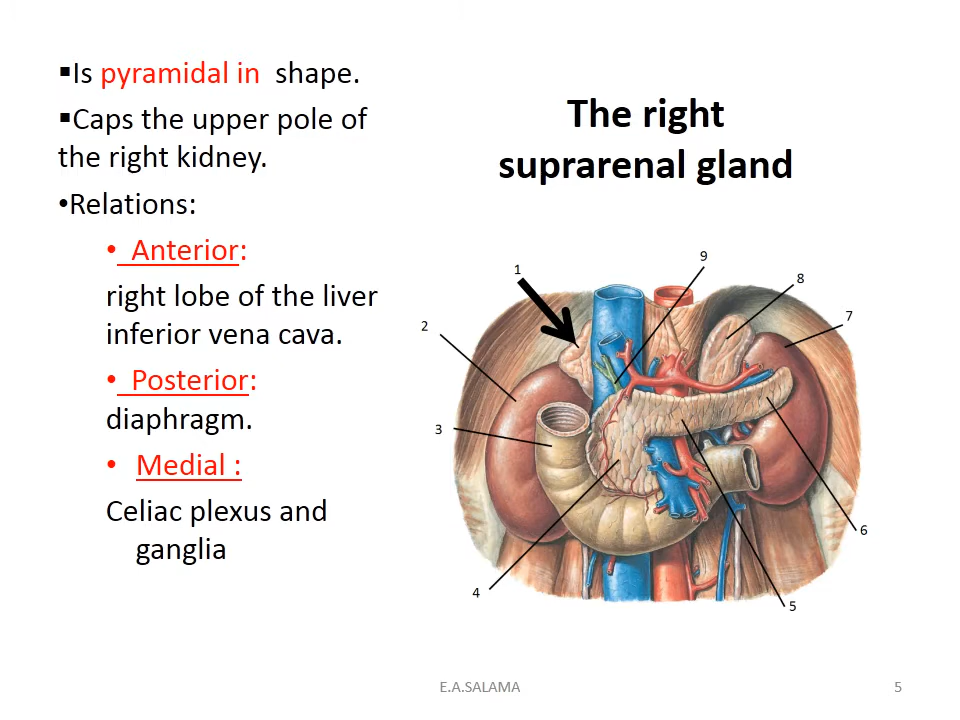 ▪Is pyramidal in  shape.
▪Caps the upper pole of
the right kidney.
•Relations:
•  Anterior:
right lobe of the liver
inferior vena cava.
•  Posterior:
diaphragm.
•  Medial :
Celiac plexus and
ganglia
The right
suprarenal gland
1
9
8
7
2
3
6
4
5
E.A.SALAMA
5